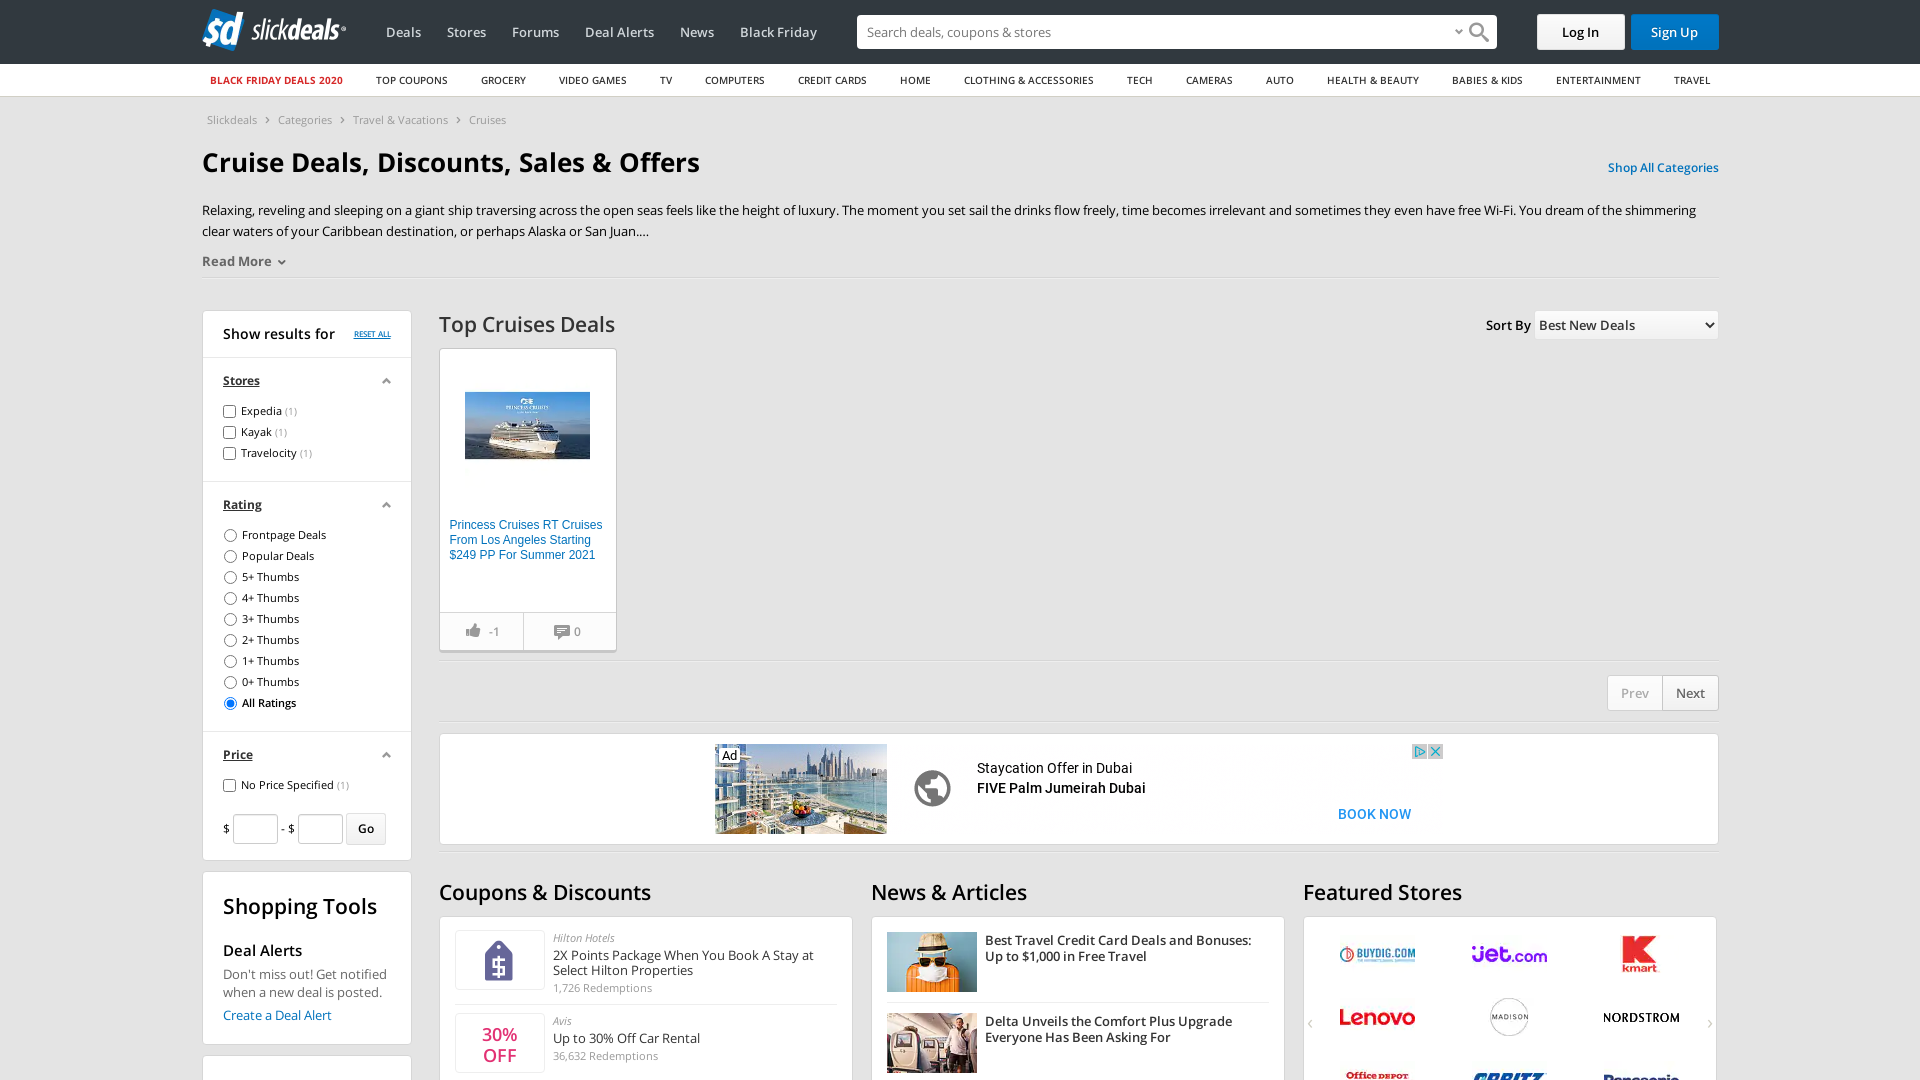 sd slickdeals
Deals Stores Forums Deal Alerts News Black Friday
Search deals, coupons & stores
Log In
Sign Up
BLACK FRIDAY DEALS 2020 TOP COUPONS GROCERY VIDEO GAMES TV COMPUTERS CREDIT CARDS HOME CLOTHING & ACCESSORIES TECH CAMERAS AUTO HEALTH & BEAUTY BABIES & KIDS ENTERTAINMENT TRAVEL
Slickdeals › Categories › Travel & Vacations › Cruises
Cruise Deals, Discounts, Sales & Offers
Shop All Categories
Relaxing, reveling and sleeping on a giant ship traversing across the open seas feels like the height of luxury. The moment you set sail the drinks flow freely, time becomes irrelevant and sometimes they even have free Wi-Fi. You dream of the shimmering
clear waters of your Caribbean destination, or perhaps Alaska or San Juan....
Read More
Show results for RESET ALL
Stores
Expedia (1)
Kayak (1)
Travelocity (1)
Rating
Frontpage Deals
Popular Deals
5+ Thumbs
4+ Thumbs
3+ Thumbs
2+ Thumbs
1+ Thumbs
0+ Thumbs
All Ratings
Price
No Price Specified (1)
$ - $ Go
Shopping Tools
Deal Alerts
Don't miss out! Get notified
when a new deal is posted.
Create a Deal Alert
Top Cruises Deals
Sort By Best New Deals
PRINCESS CRUISES
Princess Cruises RT Cruises
From Los Angeles Starting
$249 PP For Summer 2021
-1 0
Prev Next
Ad
Staycation Offer in Dubai
FIVE Palm Jumeirah Dubai
BOOK NOW
Coupons & Discounts
Hilton Hotels
2X Points Package When You Book A Stay at
Select Hilton Properties
1,726 Redemptions
30%
OFF
Avis
Up to 30% Off Car Rental
36,632 Redemptions
News & Articles
Best Travel Credit Card Deals and Bonuses:
Up to $1,000 in Free Travel
Delta Unveils the Comfort Plus Upgrade
Everyone Has Been Asking For
Featured Stores
BUYDIG.COM
Jet.com
kmart
Lenovo
MADISON
NORDSTROM
Office DEPOT
ORBITZ
Panasonic